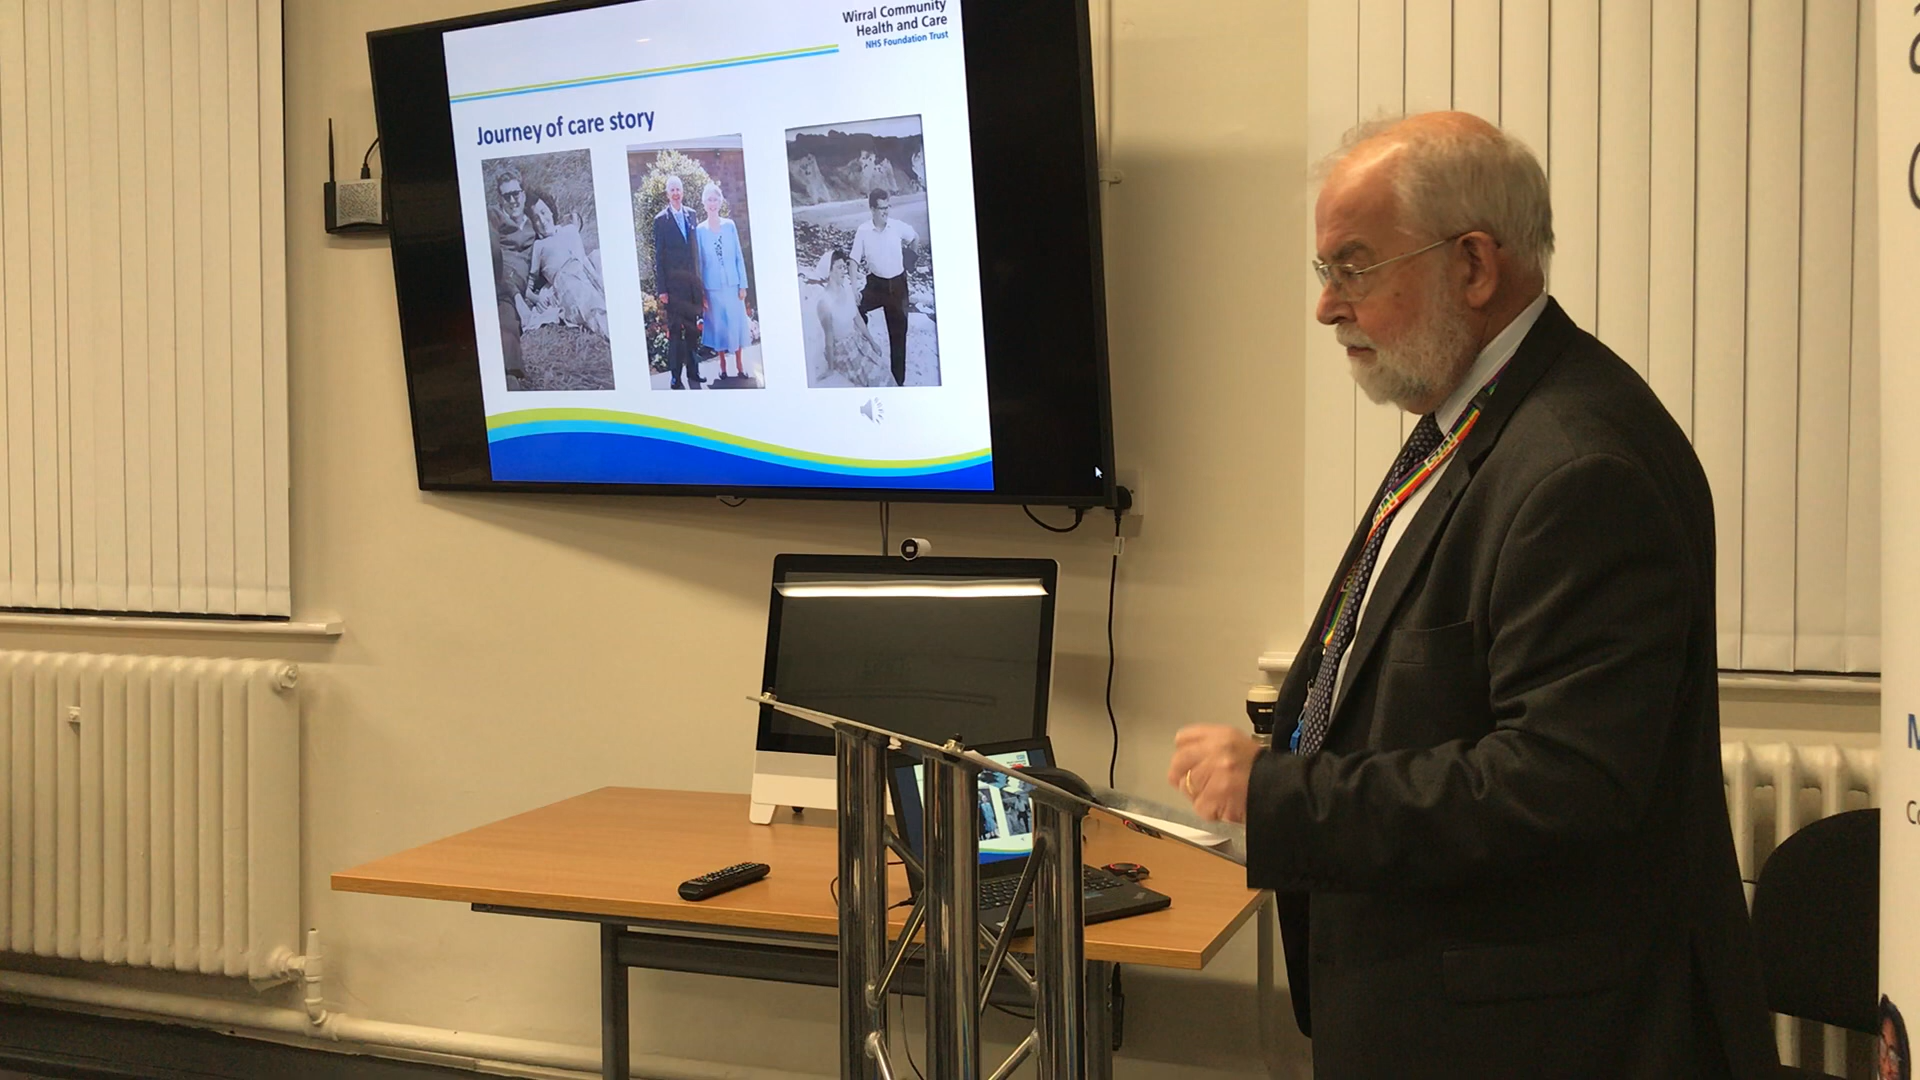 Wirral Community
Health and Care
NHS Foundation Trust
Journey of care story